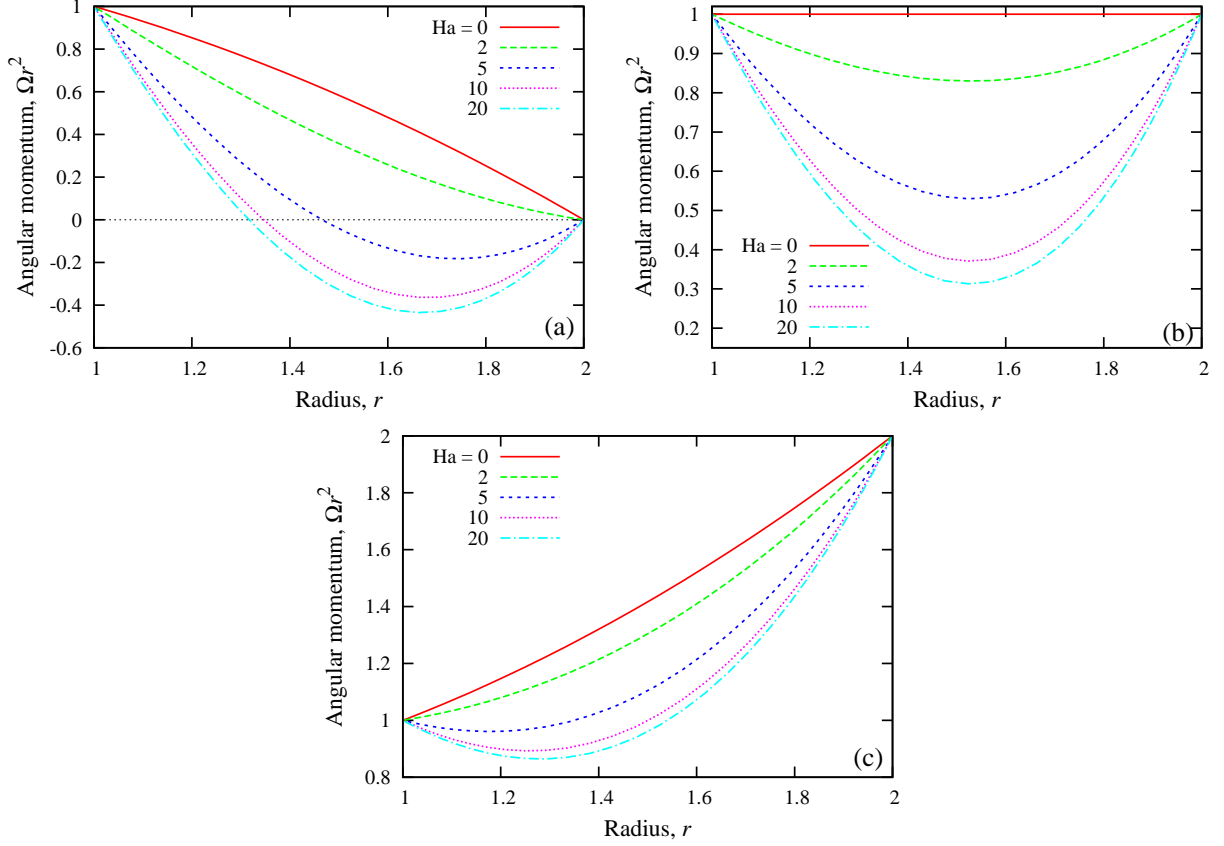 Angular momentum, Ωr²
1
0.8
0.6
0.4
0.2
0
-0.2
-0.4
-0.6
Ha = 0
2
5
10
20
(a)
1 1.2 1.4 1.6 1.8 2
Radius, r
Angular momentum, Ωr²
1
0.9
0.8
0.7
0.6
0.5
0.4
0.3
0.2
Ha = 0
2
5
10
20
(b)
1 1.2 1.4 1.6 1.8 2
Radius, r
Angular momentum, Ωr²
2
1.8
1.6
1.4
1.2
1
0.8
Ha = 0
2
5
10
20
(c)
1 1.2 1.4 1.6 1.8 2
Radius, r